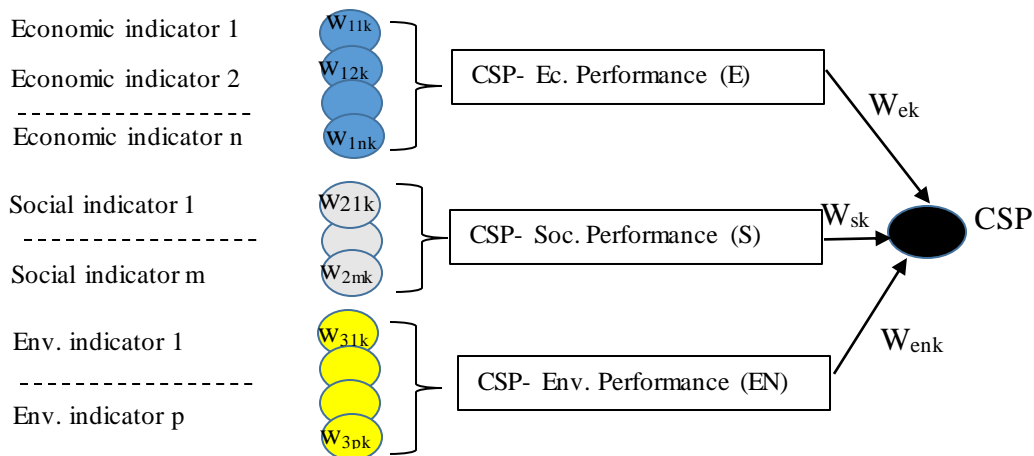 Economic indicator 1
w11k
Economic indicator 2
w12k
CSP- Ec. Performance (E)
Wek
Economic indicator n
w1nk
Social indicator 1
w21k
CSP- Soc. Performance (S)
Wsk
CSP
Social indicator m
w2mk
Env. indicator 1
w31k
Wenk
CSP- Env. Performance (EN)
Env. indicator p
w3pk